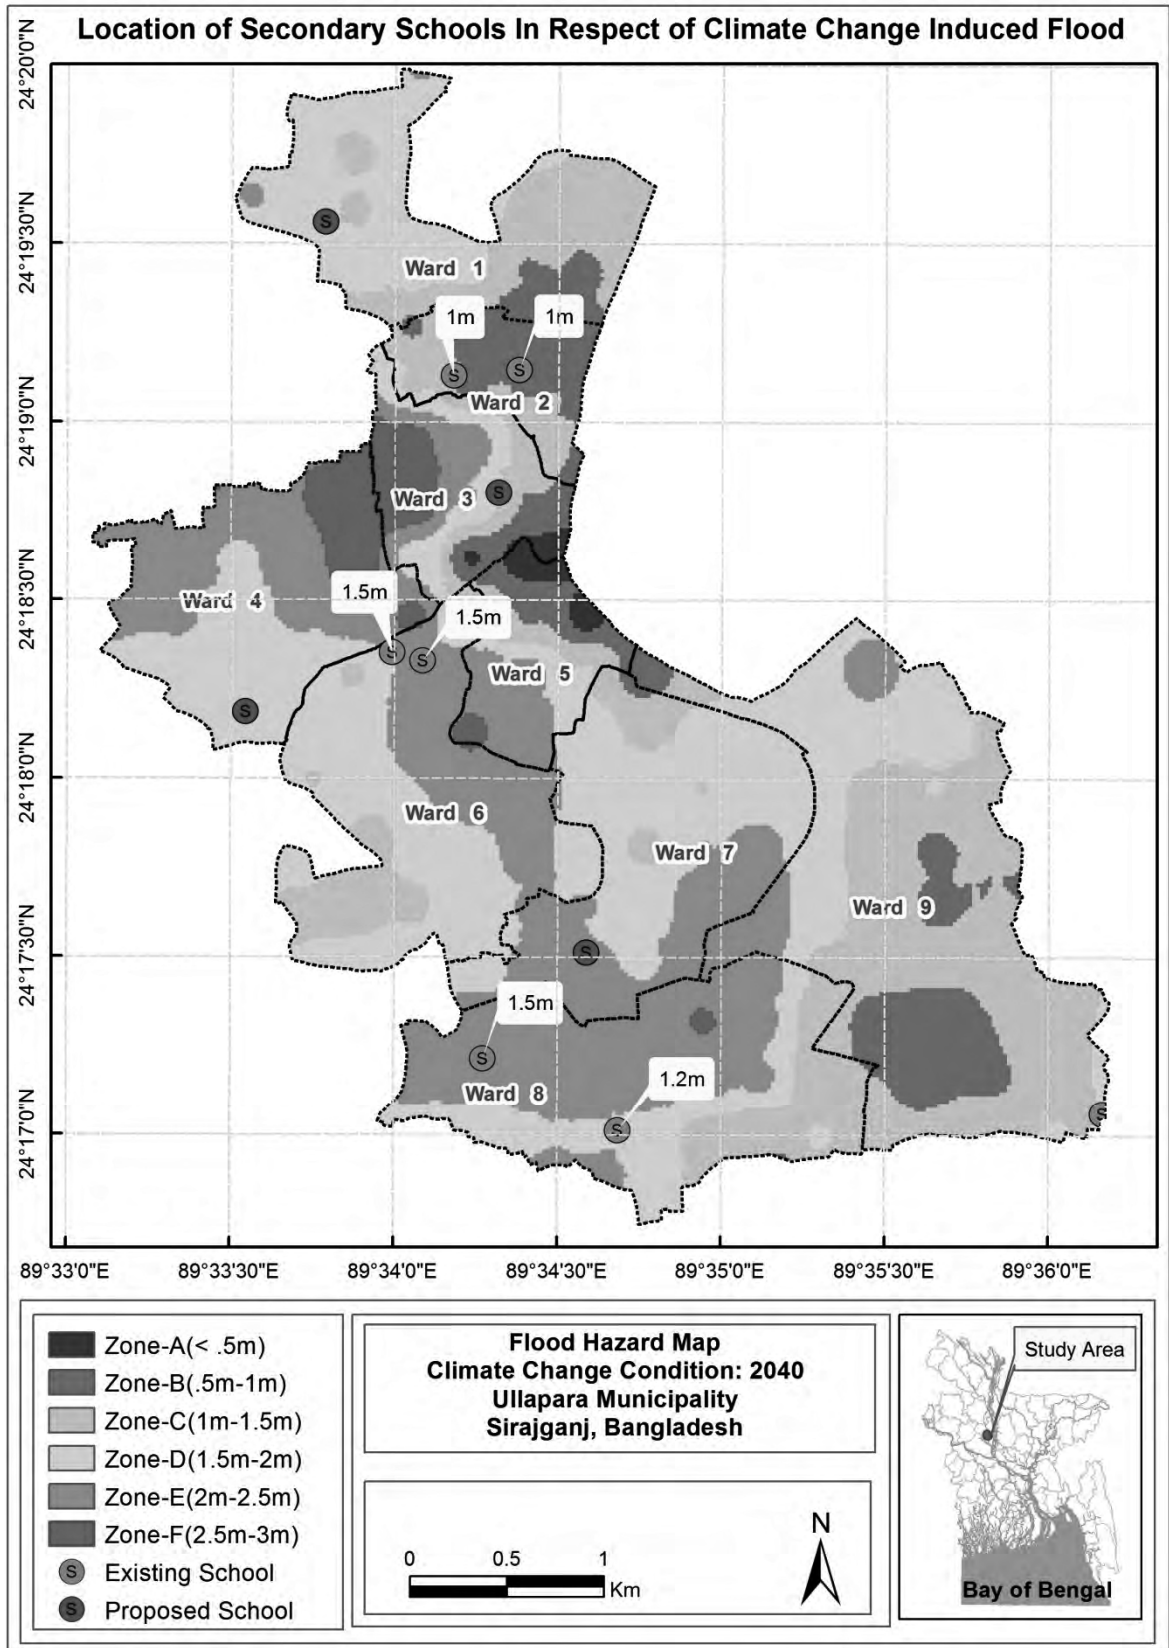 Location of Secondary Schools In Respect of Climate Change Induced Flood
24°20'0"N
24°19'30"N
24°19'0"N
24°18'30"N
24°18'0"N
24°17'30"N
24°17'0"N
Ward 1
1m
1m
Ward 2
Ward 3
1.5m
1.5m
Ward 4
Ward 5
Ward 6
Ward 7
Ward 9
1.5m
1.2m
Ward 8
S
S
S
S
S
S
S
S
S
S
S
89°33'0"E 89°33'30"E 89°34'0"E 89°34'30"E 89°35'0"E 89°35'30"E 89°36'0"E
Zone-A(< .5m)
Zone-B(.5m-1m)
Zone-C(1m-1.5m)
Zone-D(1.5m-2m)
Zone-E(2m-2.5m)
Zone-F(2.5m-3m)
S Existing School
S Proposed School
Flood Hazard Map
Climate Change Condition: 2040
Ullapara Municipality
Sirajganj, Bangladesh
0 0.5 1
Km
N
Study Area
Bay of Bengal